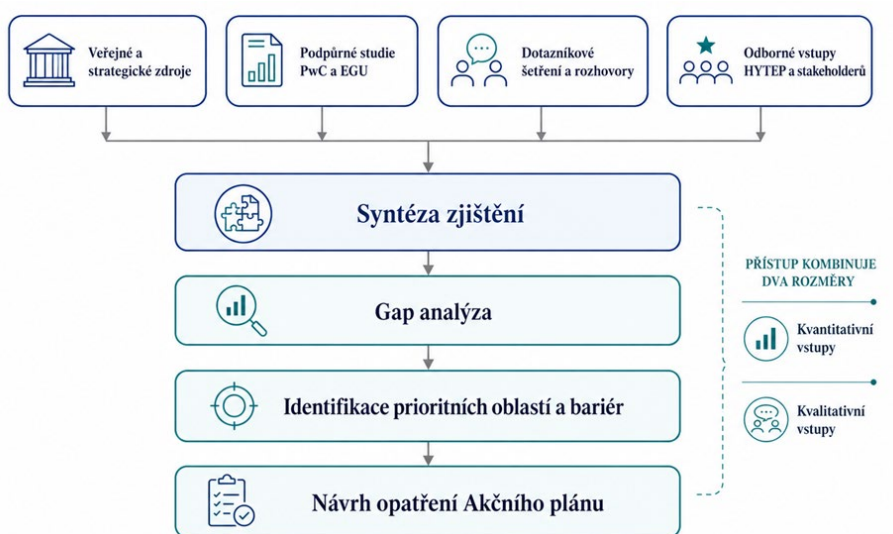 Veřejné a
strategické zdroje
Podpůrné studie
PwC a EGU
Dotazníkové
šetření a rozhovory
Odborné vstupy
HYTEP a stakeholderů
Syntéza zjištění
Gap analýza
Identifikace prioritních oblastí a bariér
Návrh opatření Akčního plánu
PŘÍSTUP KOMBINUJE
DVA ROZMĚRY
Kvantitativní
vstupy
Kvalitativní
vstupy